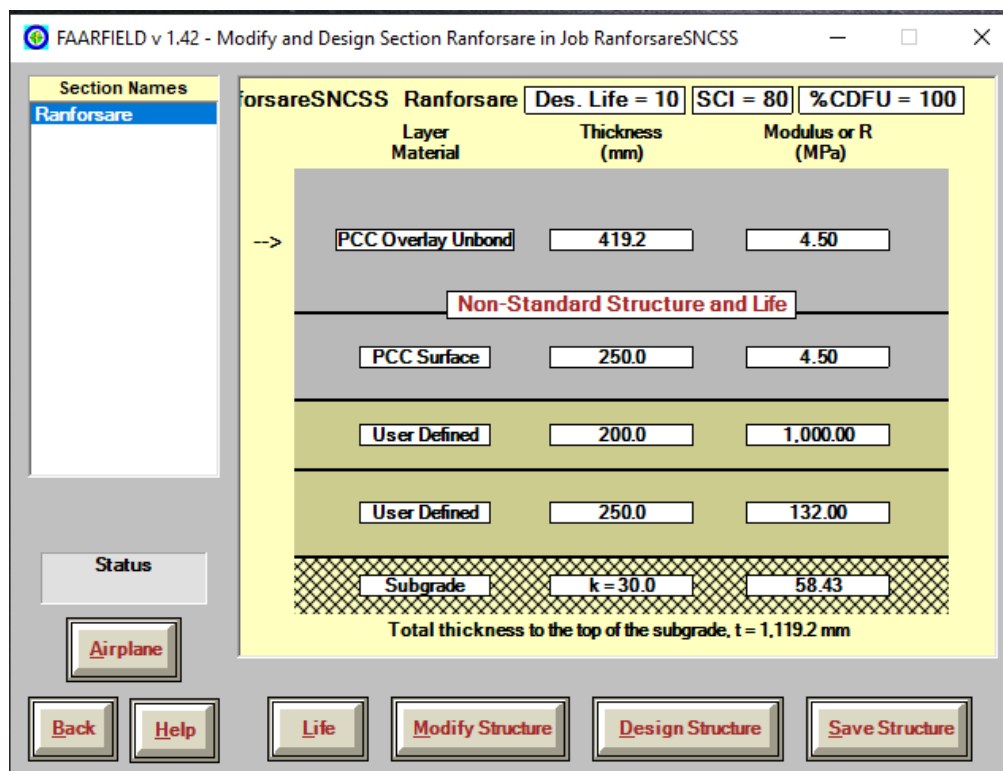 FAARFIELD v 1.42 - Modify and Design Section Ranforsare in Job RanforsareSNCSS
Section Names
Ranforsare
forsareSNCSS Ranforsare Des. Life = 10 SCI = 80 %CDFU = 100
Layer Material Thickness (mm) Modulus or R (MPa)
--> PCC Overlay Unbond 419.2 4.50
Non-Standard Structure and Life
PCC Surface 250.0 4.50
User Defined 200.0 1,000.00
User Defined 250.0 132.00
Subgrade k = 30.0 58.43
Total thickness to the top of the subgrade, t = 1,119.2 mm
Status
Airplane
Back Help Life Modify Structure Design Structure Save Structure